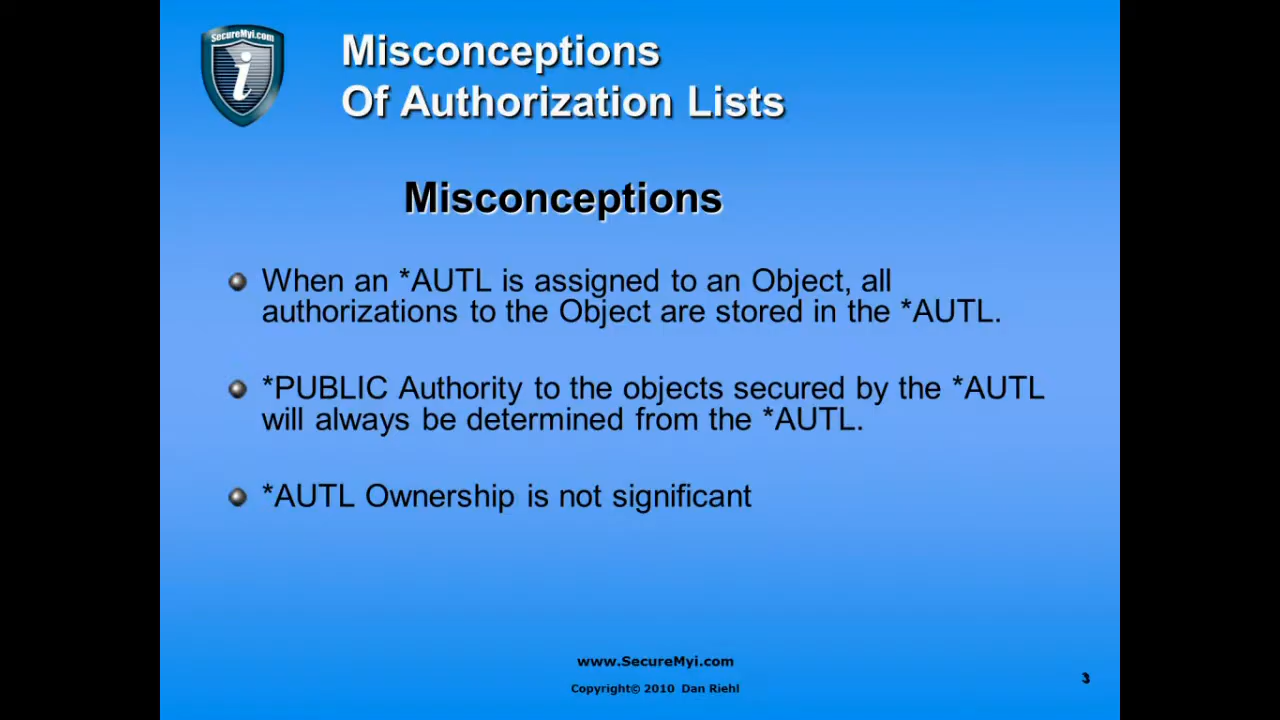 SecureMyi.com
i
Misconceptions
Of Authorization Lists
Misconceptions
When an *AUTL is assigned to an Object, all
authorizations to the Object are stored in the *AUTL.
*PUBLIC Authority to the objects secured by the *AUTL
will always be determined from the *AUTL.
*AUTL Ownership is not significant
www.SecureMyi.com
Copyright© 2010 Dan Riehl
3